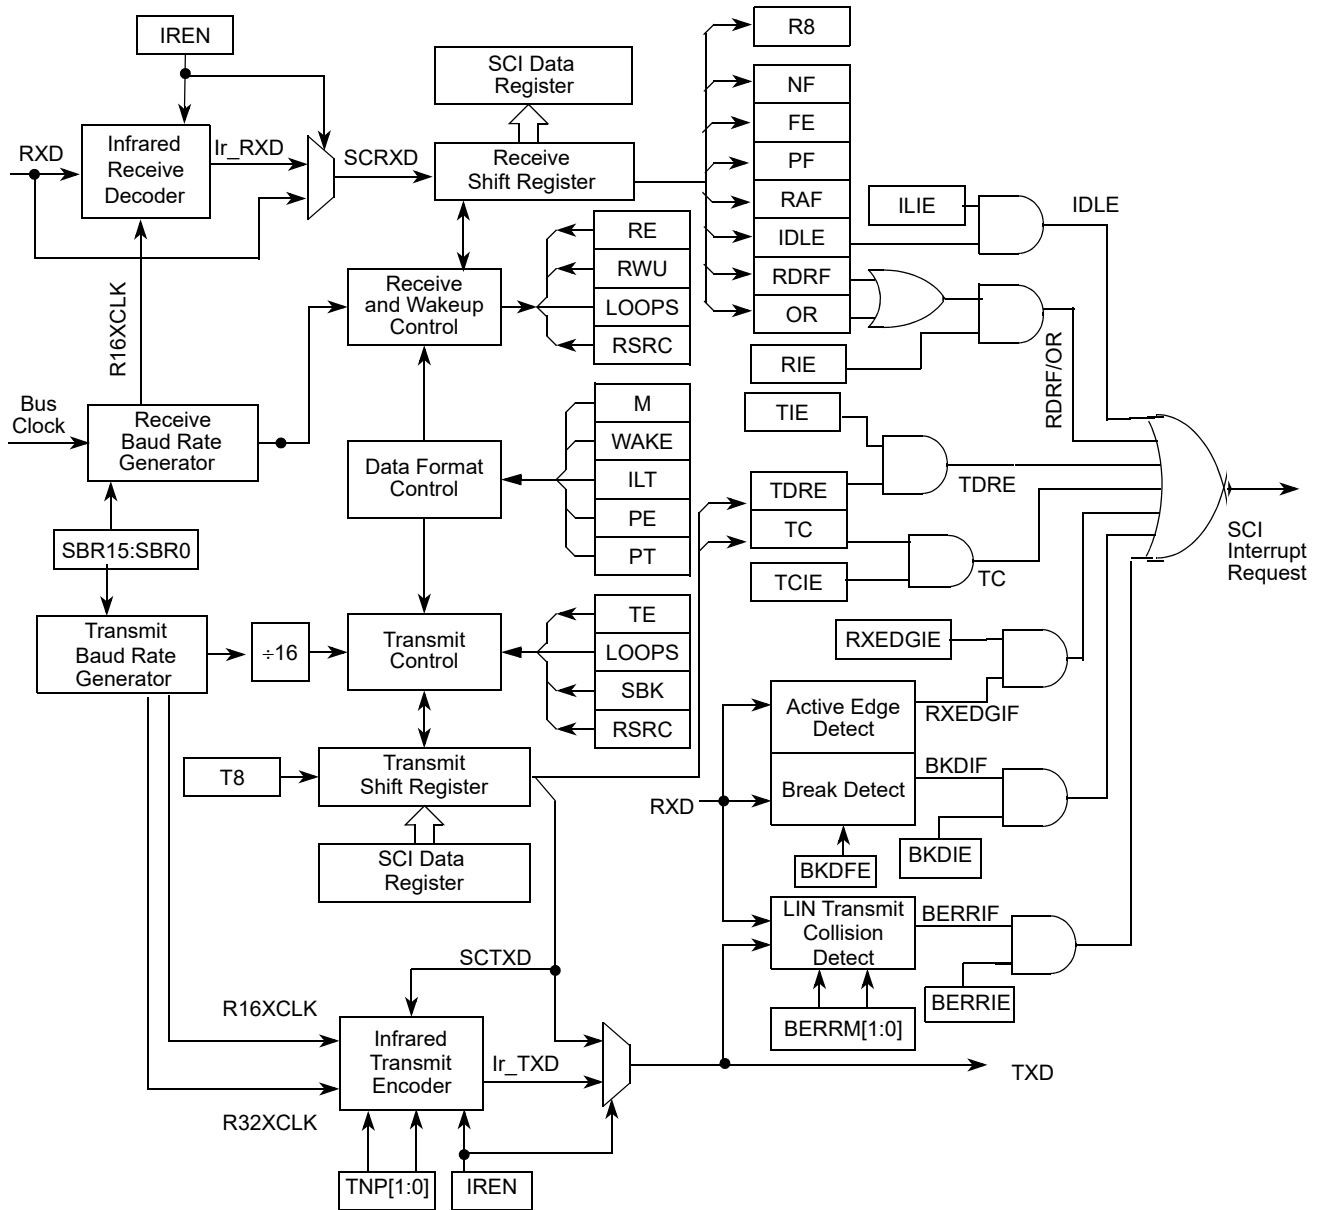 IREN
SCI Data
Register
R8
NF
FE
PF
RAF
IDLE
RDRF
OR
RXD
Infrared
Receive
Decoder
Ir_RXD
SCRXD
Receive
Shift Register
ILIE
IDLE
R16XCLK
Receive
and Wakeup
Control
RE
RWU
LOOPS
RSRC
RIE
RDRF/OR
Bus
Clock
Receive
Baud Rate
Generator
Data Format
Control
M
WAKE
ILT
PE
PT
TIE
TDRE
TC
TCIE
TDRE
TC
SCI
Interrupt
Request
SBR15:SBR0
Transmit
Baud Rate
Generator
÷16
Transmit
Control
TE
LOOPS
SBK
RSRC
RXEDGIE
Active Edge
Detect
RXEDGIF
T8
Transmit
Shift Register
RXD
Break Detect
BKDIF
BKDIE
BKDFE
SCI Data
Register
LIN Transmit
Collision
Detect
BERRIF
BERRIE
BERRM[1:0]
SCTXD
R16XCLK
Infrared
Transmit
Encoder
Ir_TXD
TXD
R32XCLK
TNP[1:0]
IREN